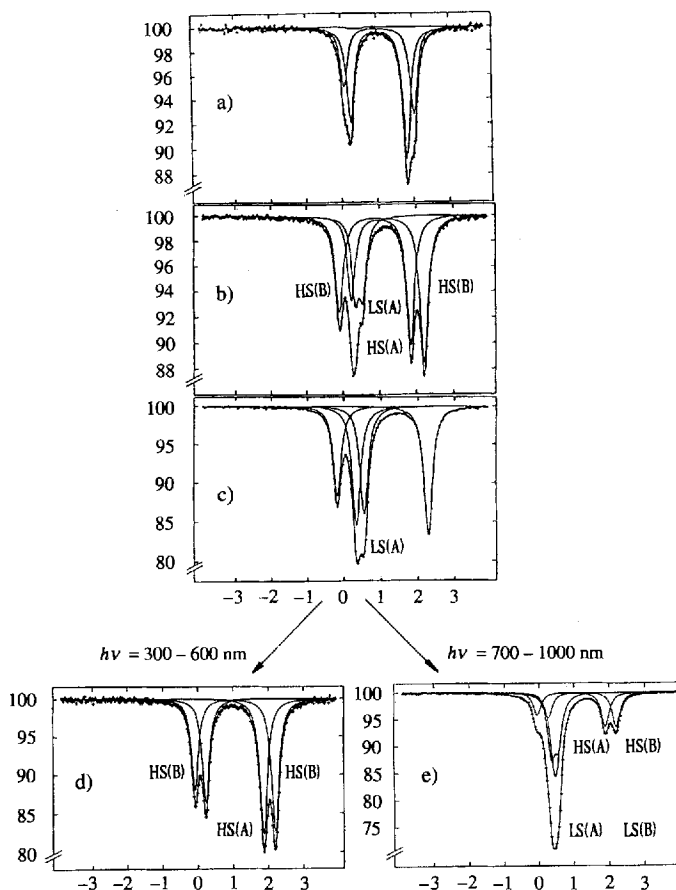 100
98
96
94
92
90
88
a)
100
98
96
94
92
90
88
b)
HS(B)
LS(A)
HS(A)
HS(B)
100
95
90
85
80
c)
LS(A)
−3 −2 −1 0 1 2 3
hν = 300 – 600 nm
hν = 700 – 1000 nm
100
95
90
85
80
HS(B)
HS(B)
HS(A)
d)
−3 −2 −1 0 1 2 3
100
95
90
85
80
75
HS(A) HS(B)
e)
LS(A) LS(B)
−3 −2 −1 0 1 2 3